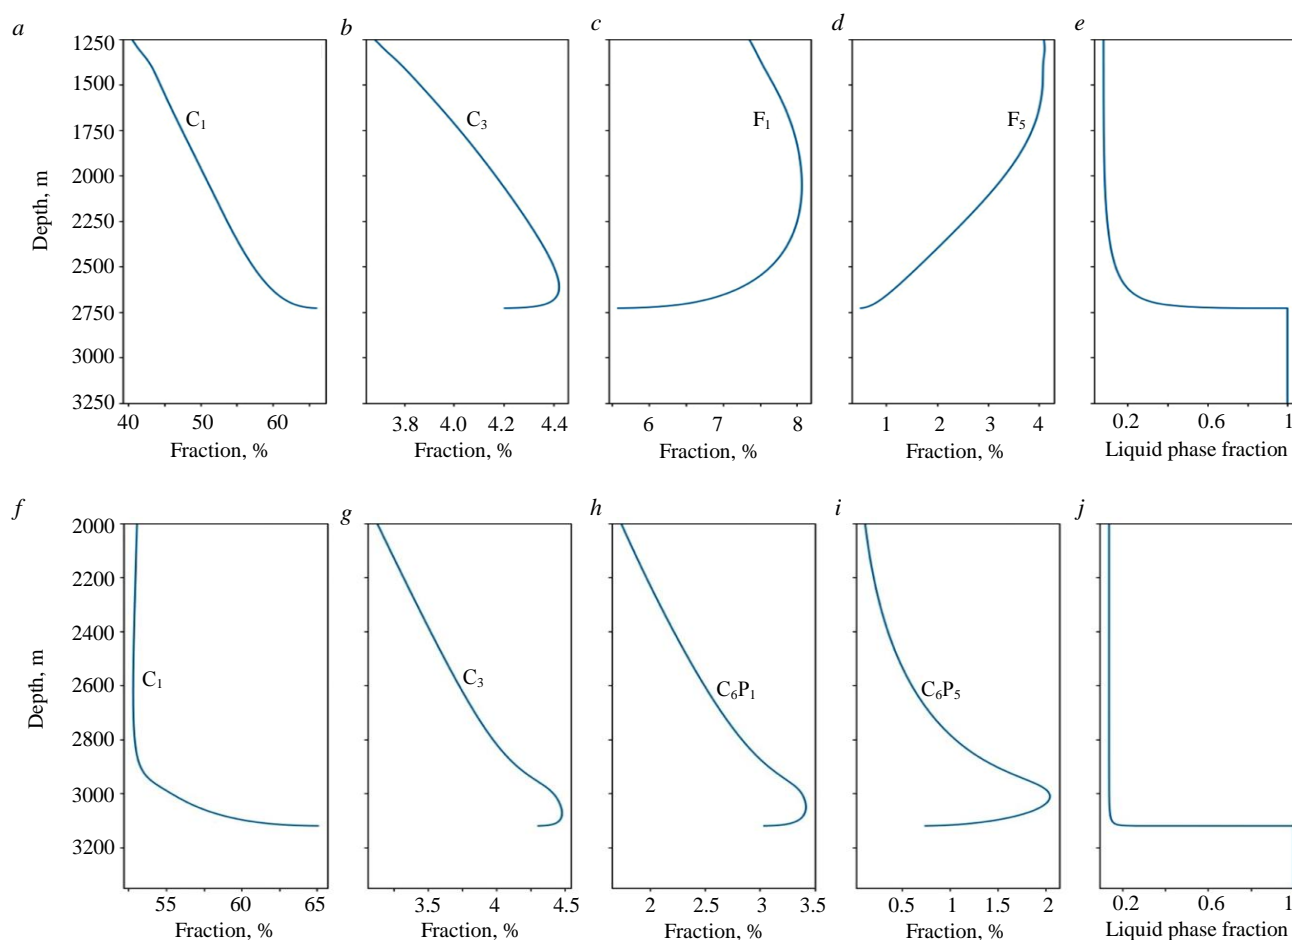 a
b
c
d
e
1250
1500
1750
2000
2250
2500
2750
3000
3250
Depth, m
C₁
C₃
F₁
F₅
40 50 60
3.8 4.0 4.2 4.4
6 7 8
1 2 3 4
0.2 0.6 1
Fraction, %
Fraction, %
Fraction, %
Fraction, %
Liquid phase fraction
f
g
h
i
j
2000
2200
2400
2600
2800
3000
3200
Depth, m
C₁
C₃
C₆P₁
C₆P₅
55 60 65
3.5 4 4.5
2 2.5 3 3.5
0.5 1 1.5 2
0.2 0.6 1
Fraction, %
Fraction, %
Fraction, %
Fraction, %
Liquid phase fraction